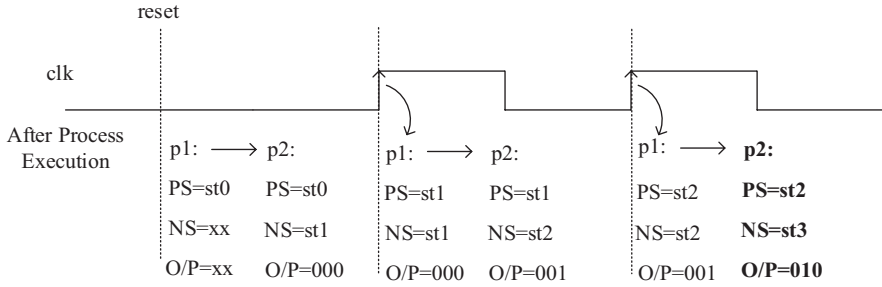 reset
clk
After Process
Execution
p1: p2: p1: p2: p1: p2:
PS=st0 PS=st0 PS=st1 PS=st1 PS=st2 PS=st2
NS=xx NS=st1 NS=st1 NS=st2 NS=st2 NS=st3
O/P=xx O/P=000 O/P=000 O/P=001 O/P=001 O/P=010